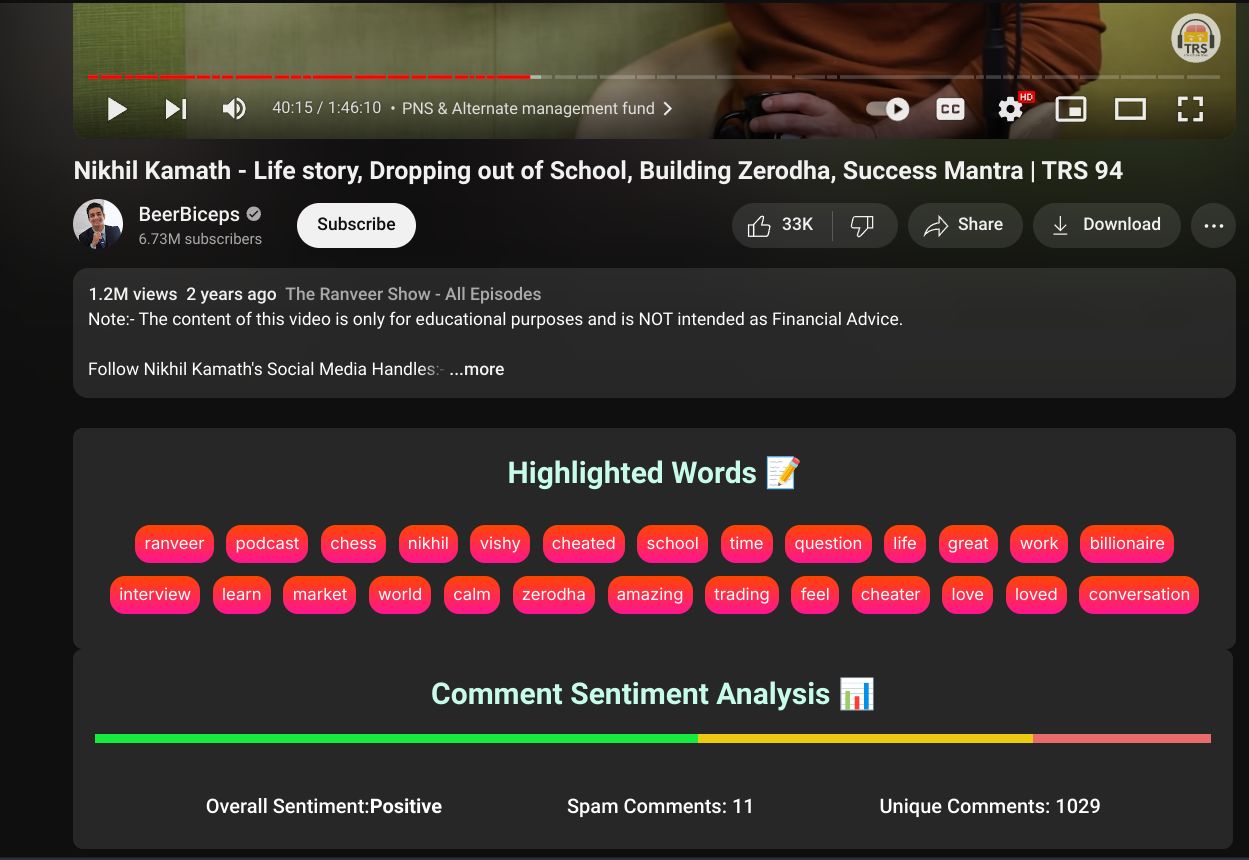 TRS
40:15 / 1:46:10 • PNS & Alternate management fund
CC
HD
Nikhil Kamath - Life story, Dropping out of School, Building Zerodha, Success Mantra | TRS 94
BeerBiceps
6.73M subscribers
Subscribe
33K
Share
Download
1.2M views 2 years ago The Ranveer Show - All Episodes
Note:- The content of this video is only for educational purposes and is NOT intended as Financial Advice.
Follow Nikhil Kamath's Social Media Handles:- ...more
Highlighted Words 📝
ranveer podcast chess nikhil vishy cheated school time question life great work billionaire
interview learn market world calm zerodha amazing trading feel cheater love loved conversation
Comment Sentiment Analysis 📊
Overall Sentiment:Positive Spam Comments: 11 Unique Comments: 1029